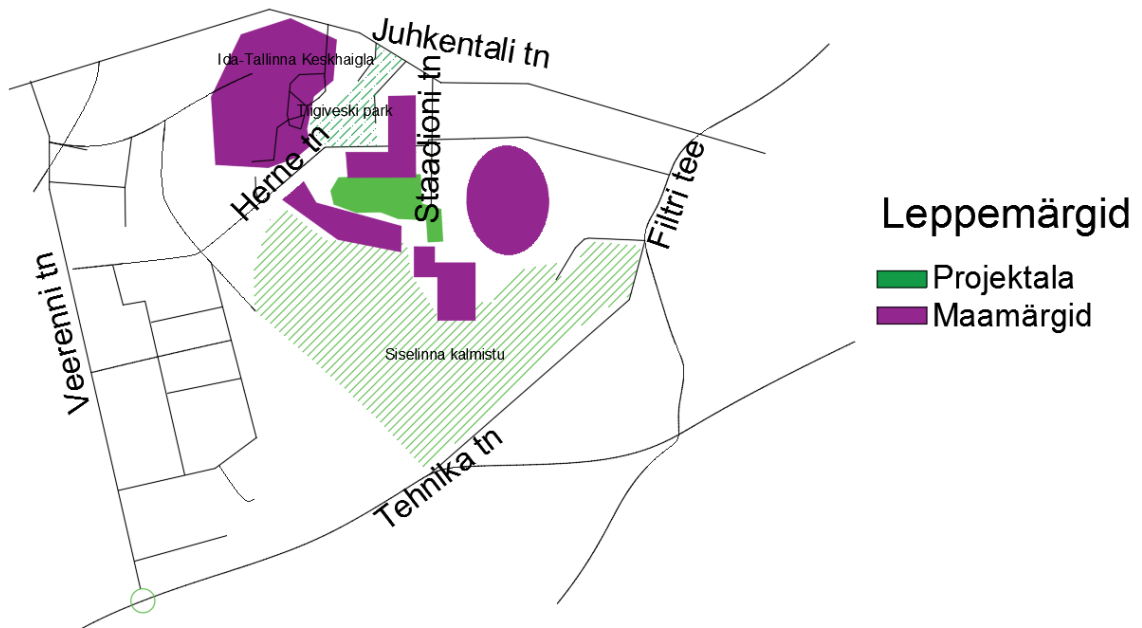 Juhkentali tn
Ida-Tallinna Keskhaigla
Tiigiveski park
Staadioni tn
Herne tn
Filtri tee
Veerenni tn
Siselinna kalmistu
Tehnika tn
Leppemärgid
Projektala
Maamärgid